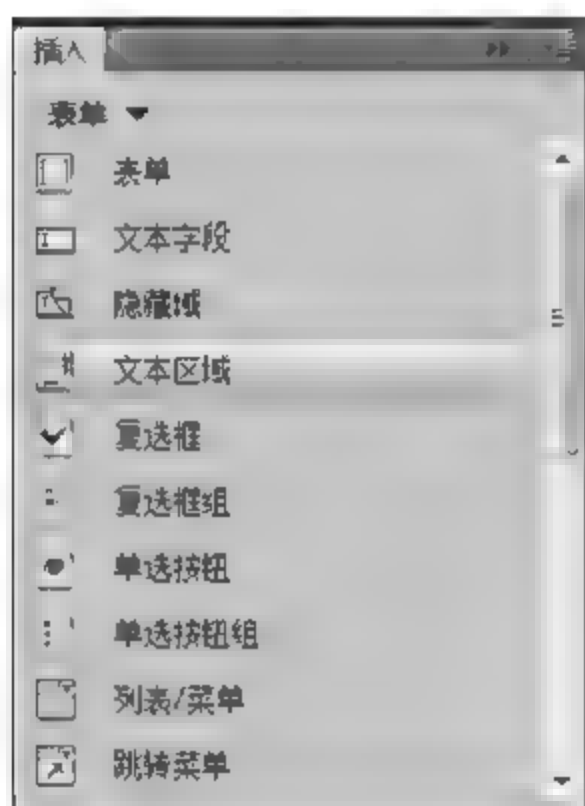 插入
表单
表单
文本字段
隐藏域
文本区域
复选框
复选框组
单选按钮
单选按钮组
列表/菜单
跳转菜单